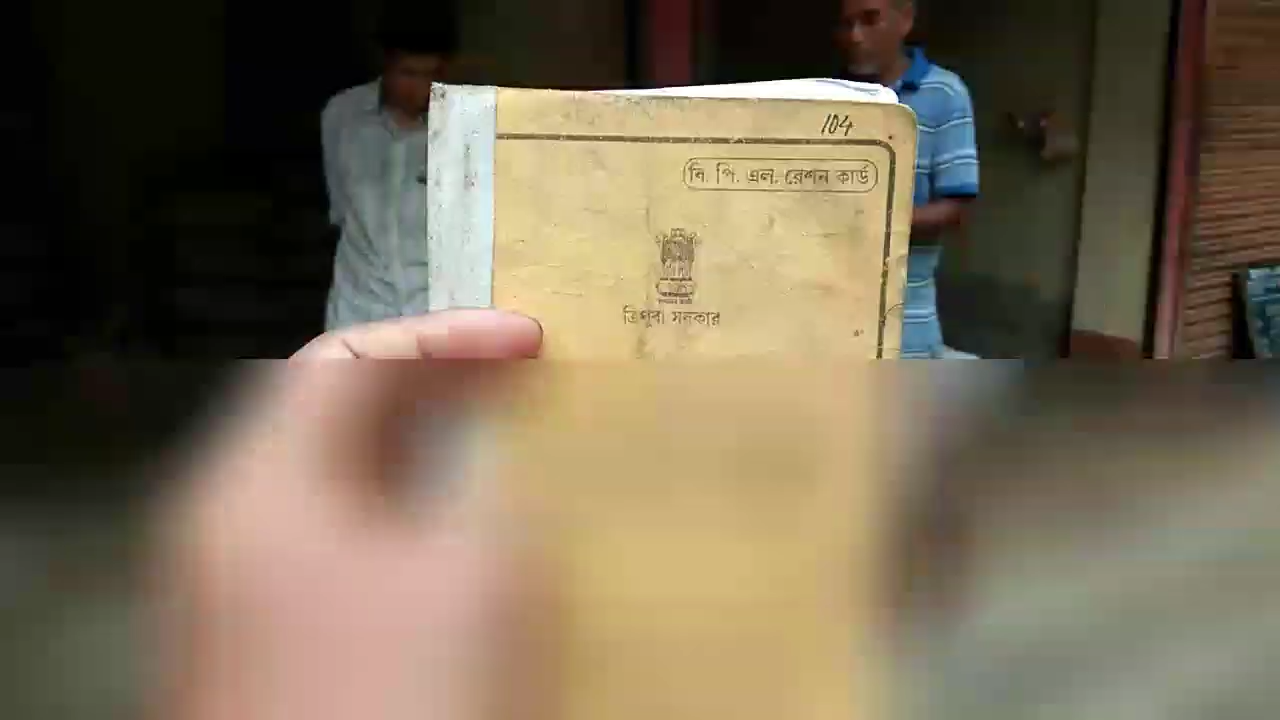 104
বি. পি. এল. রেশন কার্ড
ত্রিপুরা সরকার